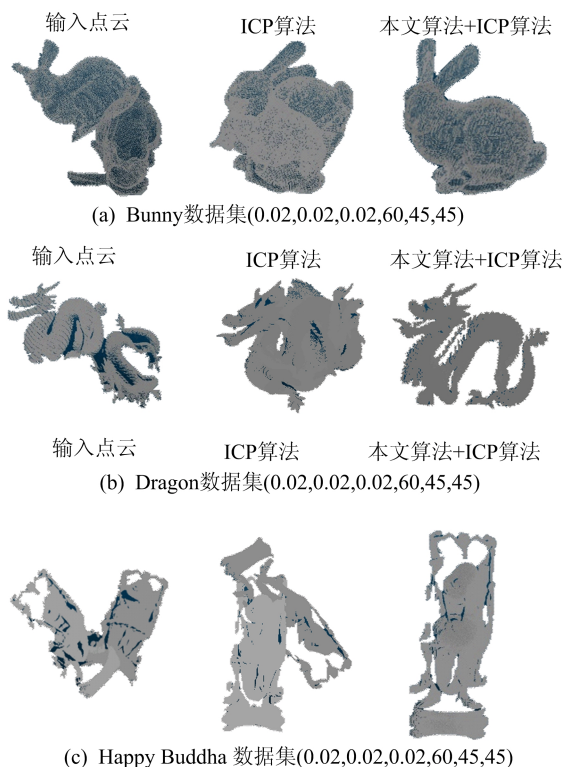 输入点云 ICP算法 本文算法+ICP算法
(a) Bunny数据集(0.02,0.02,0.02,60,45,45)
输入点云 ICP算法 本文算法+ICP算法
输入点云 ICP算法 本文算法+ICP算法
(b) Dragon数据集(0.02,0.02,0.02,60,45,45)
(c) Happy Buddha 数据集(0.02,0.02,0.02,60,45,45)